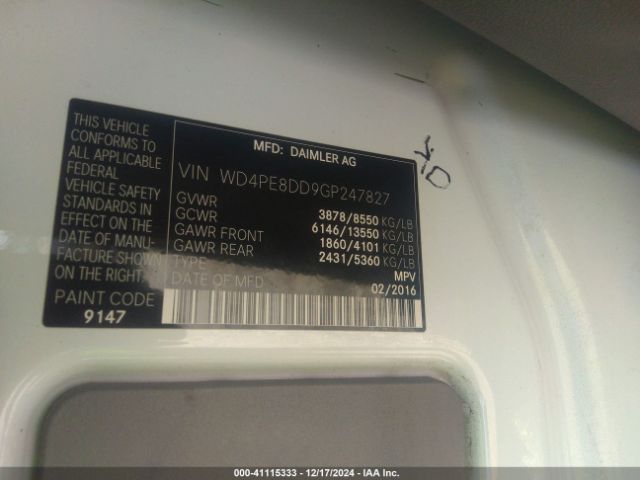 THIS VEHICLE
CONFORMS TO
ALL APPLICABLE
FEDERAL
VEHICLE SAFETY
STANDARDS IN
EFFECT ON THE
DATE OF MANU-
FACTURE SHOWN
ON THE RIGHT
PAINT CODE
9147
MFD: DAIMLER AG
VIN WD4PE8DD9GP247827
GVWR 3878/8550 KG/LB
GCWR 6146/13550 KG/LB
GAWR FRONT 1860/4101 KG/LB
GAWR REAR 2431/5360 KG/LB
TYPE MPV
DATE OF MFD 02/2016
000-41115333 - 12/17/2024 - IAA Inc.